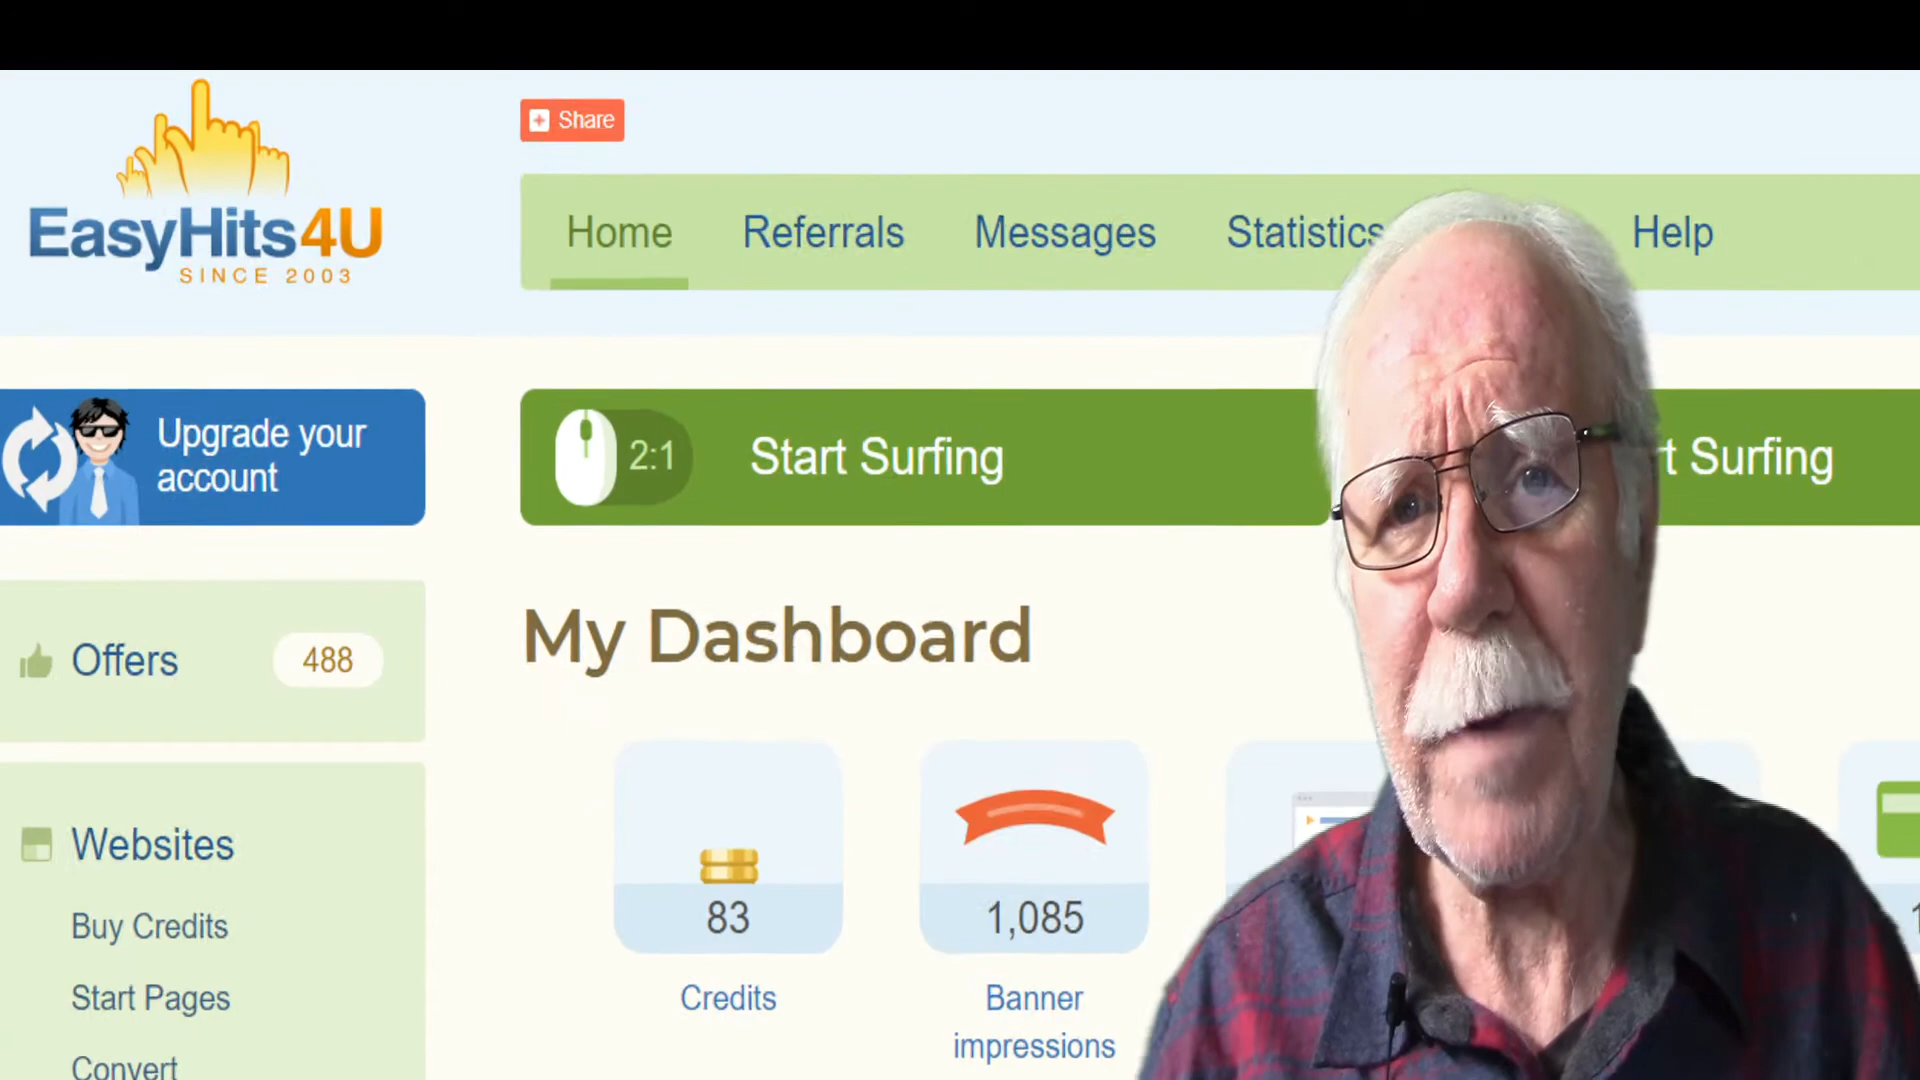 EasyHits4U
SINCE 2003
Share
Home Referrals Messages Statistics Help
Upgrade your
account
2:1 Start Surfing
Surfing
My Dashboard
Offers 488
Websites
Buy Credits
Start Pages
Convert
83
Credits
1,085
Banner
impressions